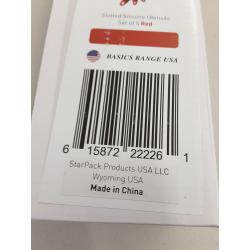 Slotted Silicone Utensils
Set of 5 Red
BASICS RANGE USA
6 15872 22226 1
StarPack Products USA LLC
Wyoming USA
Made in China